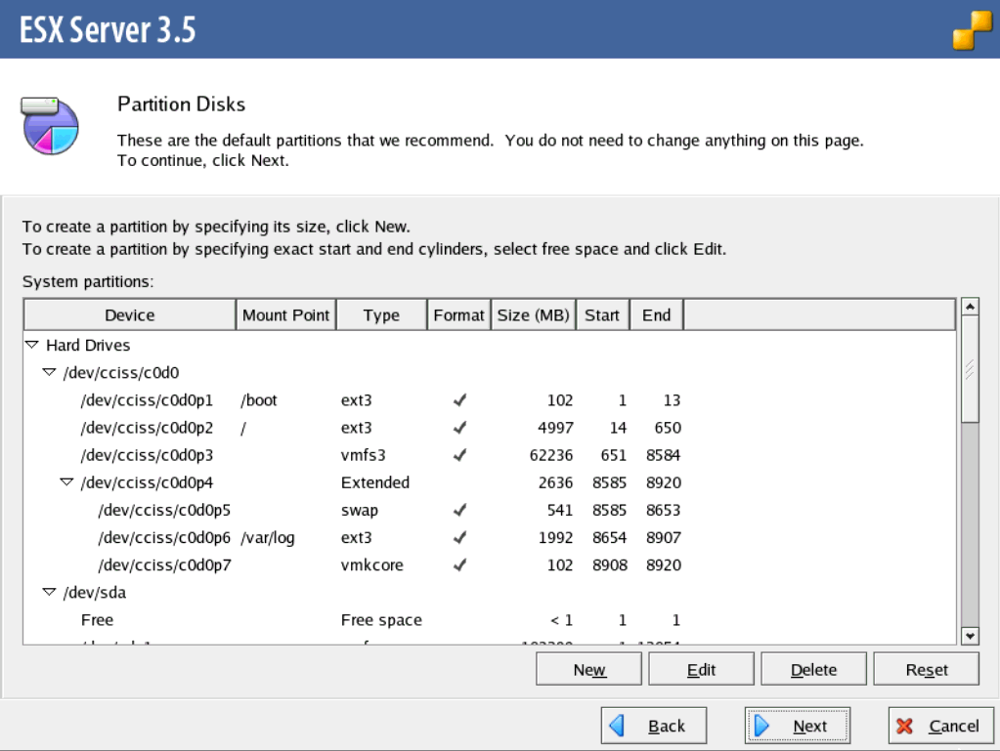 ESX Server 3.5
Partition Disks
These are the default partitions that we recommend.  You do not need to change anything on this page.
To continue, click Next.
To create a partition by specifying its size, click New.
To create a partition by specifying exact start and end cylinders, select free space and click Edit.
System partitions:
Device Mount Point Type Format Size (MB) Start End
Hard Drives
/dev/cciss/c0d0
/dev/cciss/c0d0p1 /boot ext3 102 1 13
/dev/cciss/c0d0p2 / ext3 4997 14 650
/dev/cciss/c0d0p3 vmfs3 62236 651 8584
/dev/cciss/c0d0p4 Extended 2636 8585 8920
/dev/cciss/c0d0p5 swap 541 8585 8653
/dev/cciss/c0d0p6 /var/log ext3 1992 8654 8907
/dev/cciss/c0d0p7 vmkcore 102 8908 8920
/dev/sda
Free Free space < 1 1 1
New Edit Delete Reset
Back Next Cancel